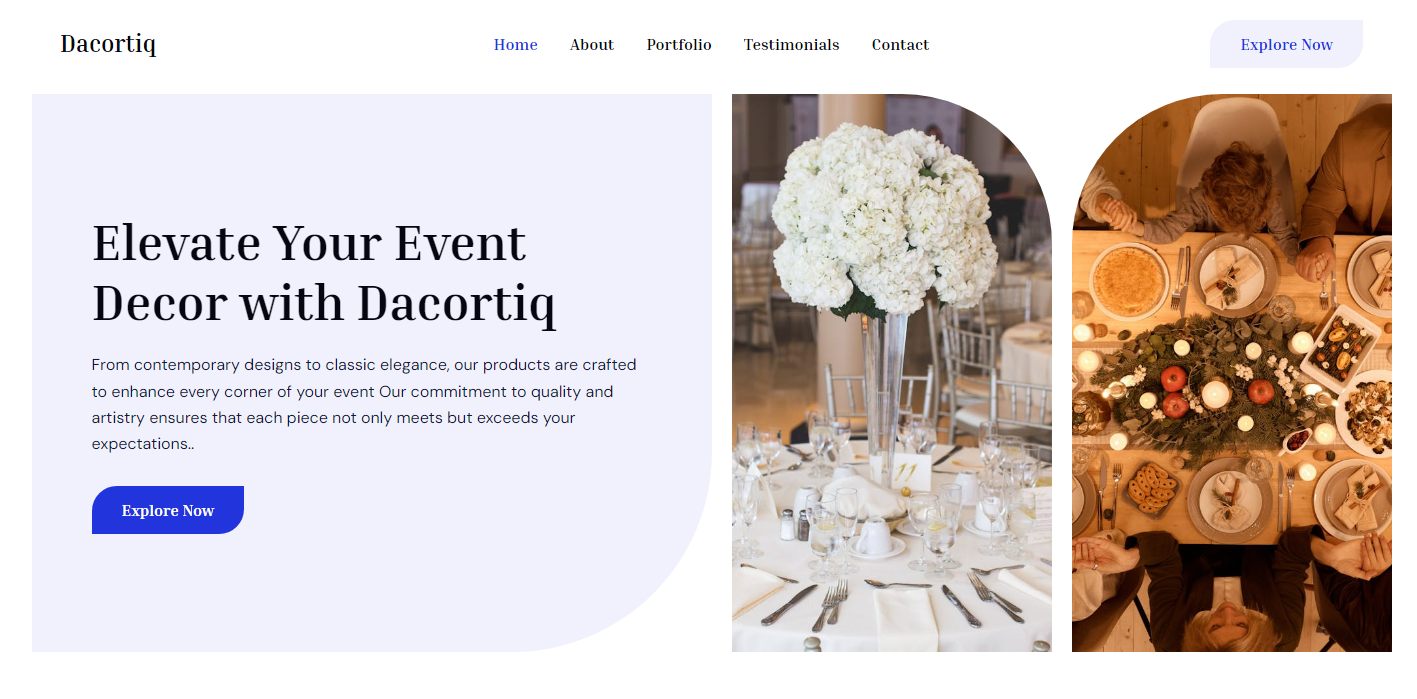 Dacortiq
Home About Portfolio Testimonials Contact
Explore Now
Elevate Your Event
Decor with Dacortiq
From contemporary designs to classic elegance, our products are crafted
to enhance every corner of your event Our commitment to quality and
artistry ensures that each piece not only meets but exceeds your
expectations..
Explore Now
11